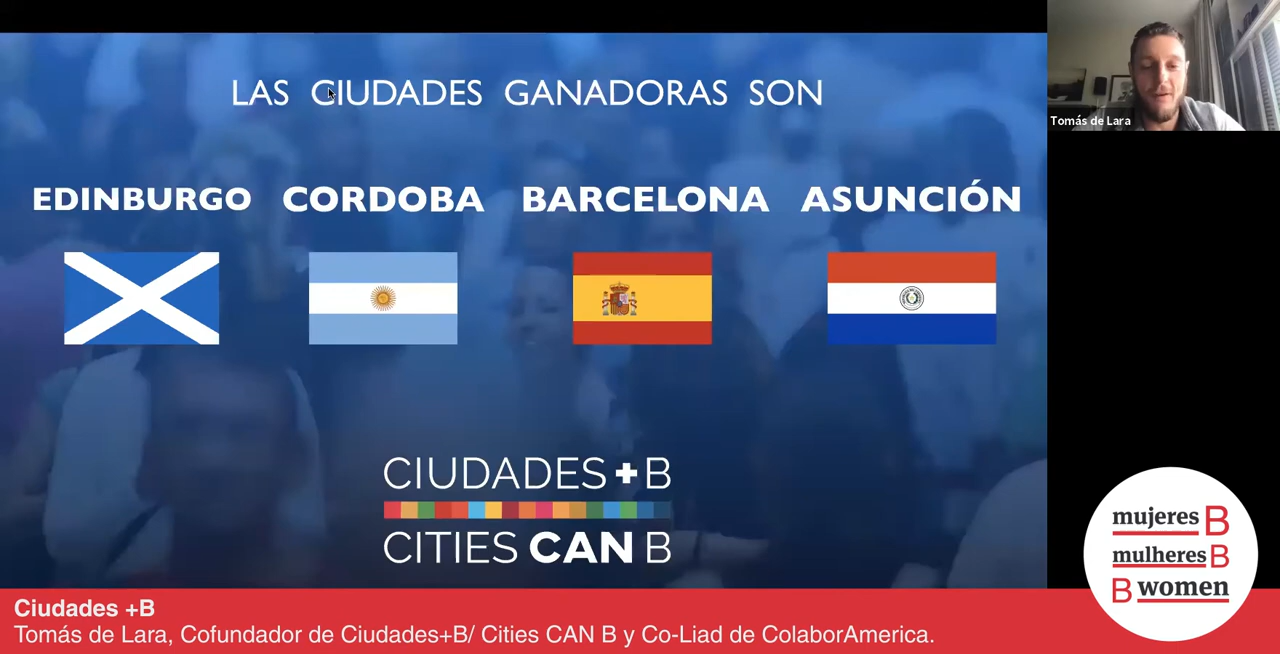 LAS CIUDADES GANADORAS SON
EDINBURGO CORDOBA BARCELONA ASUNCIÓN
CIUDADES+B
CITIES CAN B
Tomás de Lara
mujeres B
mulheres B
B women
Ciudades +B
Tomás de Lara, Cofundador de Ciudades+B/ Cities CAN B y Co-Liad de ColaborAmerica.